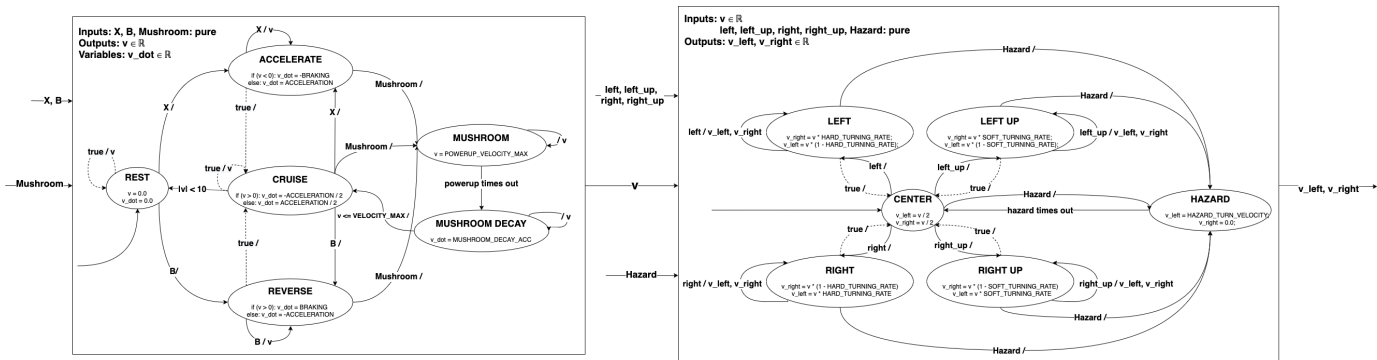 Inputs: X, B, Mushroom: pure
Outputs: v ∈ ℝ
Variables: v_dot ∈ ℝ
X / v
ACCELERATE
if (v < 0): v_dot = -BRAKING
else: v_dot = ACCELERATION
Mushroom /
X, B
X /
true /
X /
MUSHROOM
v = POWERUP_VELOCITY_MAX
/ v
Mushroom /
true / v
true / v
Mushroom
REST
v = 0.0
v_dot = 0.0
|v| < 10
CRUISE
if (v > 0): v_dot = -ACCELERATION / 2
else: v_dot = ACCELERATION / 2
powerup times out
v <= VELOCITY_MAX /
MUSHROOM DECAY
v_dot = MUSHROOM_DECAY_ACC
/ v
true /
B /
B/
Mushroom /
REVERSE
if (v > 0): v_dot = BRAKING
else: v_dot = -ACCELERATION
B / v
v
Inputs: v ∈ ℝ
left, left_up, right, right_up, Hazard: pure
Outputs: v_left, v_right ∈ ℝ
Hazard /
left, left_up,
right, right_up
Hazard /
left / v_left, v_right
LEFT
v_right = v * HARD_TURNING_RATE;
v_left = v * (1 - HARD_TURNING_RATE);
LEFT UP
v_right = v * SOFT_TURNING_RATE;
v_left = v * (1 - SOFT_TURNING_RATE);
left_up / v_left, v_right
left /
left_up /
true /
true /
Hazard /
CENTER
v_left = v / 2
v_right = v / 2
hazard times out
HAZARD
v_left = HAZARD_TURN_VELOCITY;
v_right = 0.0;
v_left, v_right
true /
true /
right /
right_up /
Hazard
right / v_left, v_right
RIGHT
v_right = v * (1 - HARD_TURNING_RATE)
v_left = v * HARD_TURNING_RATE
RIGHT UP
v_right = v * (1 - SOFT_TURNING_RATE)
v_left = v * SOFT_TURNING_RATE
right_up / v_left, v_right
Hazard /
Hazard /